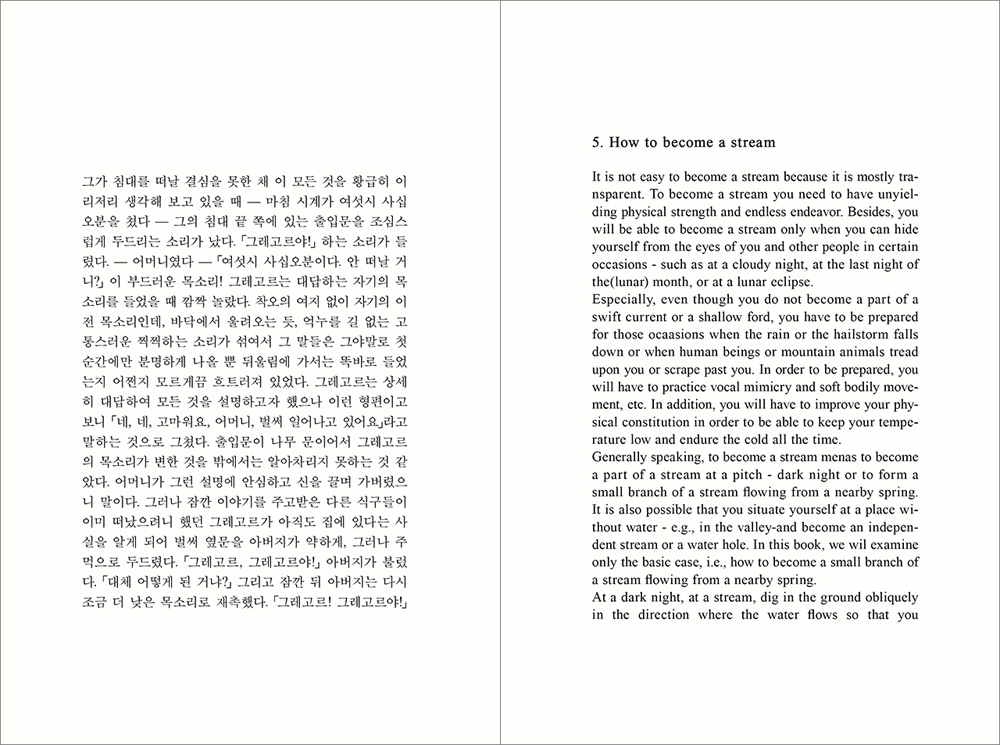 그가 침대를 떠날 결심을 못한 채 이 모든 것을 황급히 이
리저리 생각해 보고 있을 때 — 마침 시계가 여섯시 사십
오분을 쳤다 — 그의 침대 끝 쪽에 있는 출입문을 조심스
럽게 두드리는 소리가 났다. 「그레고르야!」 하는 소리가 들
렸다. — 어머니였다 — 「여섯시 사십오분이다. 안 떠날 거
니?」 이 부드러운 목소리! 그레고르는 대답하는 자기의 목
소리를 들었을 때 깜짝 놀랐다. 착오의 여지 없이 자기의 이
전 목소리인데, 바닥에서 울려오는 듯, 억누를 길 없는 고
통스러운 찍찍하는 소리가 섞여서 그 말들은 그야말로 첫
순간에만 분명하게 나올 뿐 뒤울림에 가서는 똑바로 들었
는지 어쩐지 모르게끔 흐트러져 있었다. 그레고르는 상세
히 대답하여 모든 것을 설명하고자 했으나 이런 형편이고
보니 「네, 네, 고마워요, 어머니, 벌써 일어나고 있어요」라고
말하는 것으로 그쳤다. 출입문이 나무 문이어서 그레고르
의 목소리가 변한 것을 밖에서는 알아차리지 못하는 것 같
았다. 어머니가 그런 설명에 안심하고 신을 끌며 가버렸으
니 말이다. 그러나 잠깐 이야기를 주고받은 다른 식구들이
이미 떠났으려니 했던 그레고르가 아직도 집에 있다는 사
실을 알게 되어 벌써 옆문을 아버지가 약하게, 그러나 주
먹으로 두드렸다. 「그레고르, 그레고르야!」 아버지가 불렀
다. 「대체 어떻게 된 거냐?」 그리고 잠깐 뒤 아버지는 다시
조금 더 낮은 목소리로 재촉했다. 「그레고르! 그레고르야!」
5. How to become a stream
It is not easy to become a stream because it is mostly tra-
nsparent. To become a stream you need to have unyiel-
ding physical strength and endless endeavor. Besides, you
will be able to become a stream only when you can hide
yourself from the eyes of you and other people in certain
occasions - such as at a cloudy night, at the last night of
the(lunar) month, or at a lunar eclipse.
Especially, even though you do not become a part of a
swift current or a shallow ford, you have to be prepared
for those ocaasions when the rain or the hailstorm falls
down or when human beings or mountain animals tread
upon you or scrape past you. In order to be prepared, you
will have to practice vocal mimicry and soft bodily move-
ment, etc. In addition, you will have to improve your phy-
sical constitution in order to be able to keep your tempe-
rature low and endure the cold all the time.
Generally speaking, to become a stream menas to become
a part of a stream at a pitch - dark night or to form a
small branch of a stream flowing from a nearby spring.
It is also possible that you situate yourself at a place wi-
thout water - e.g., in the valley-and become an indepen-
dent stream or a water hole. In this book, we wil examine
only the basic case, i.e., how to become a small branch of
a stream flowing from a nearby spring.
At a dark night, at a stream, dig in the ground obliquely
in the direction where the water flows so that you